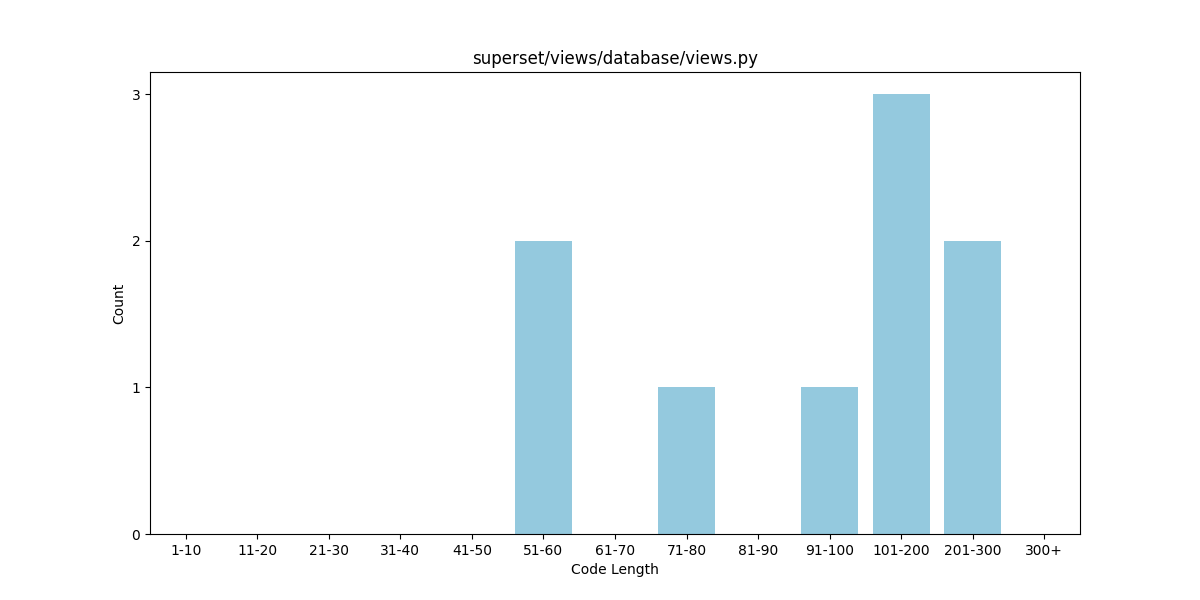 superset/views/database/views.py
Count
3
2
1
0
1-10 11-20 21-30 31-40 41-50 51-60 61-70 71-80 81-90 91-100 101-200 201-300 300+
Code Length